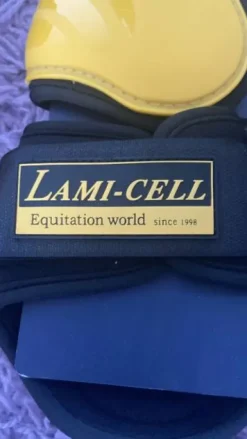 LAMI-CELL
Equitation world since 1998